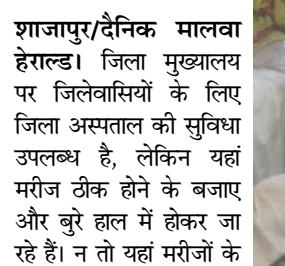 शाजापुर/दैनिक मालवा
हेराल्ड। जिला मुख्यालय
पर जिलेवासियों के लिए
जिला अस्पताल की सुविधा
उपलब्ध है, लेकिन यहां
मरीज ठीक होने के बजाए
और बुरे हाल में होकर जा
रहे हैं। न तो यहां मरीजों के